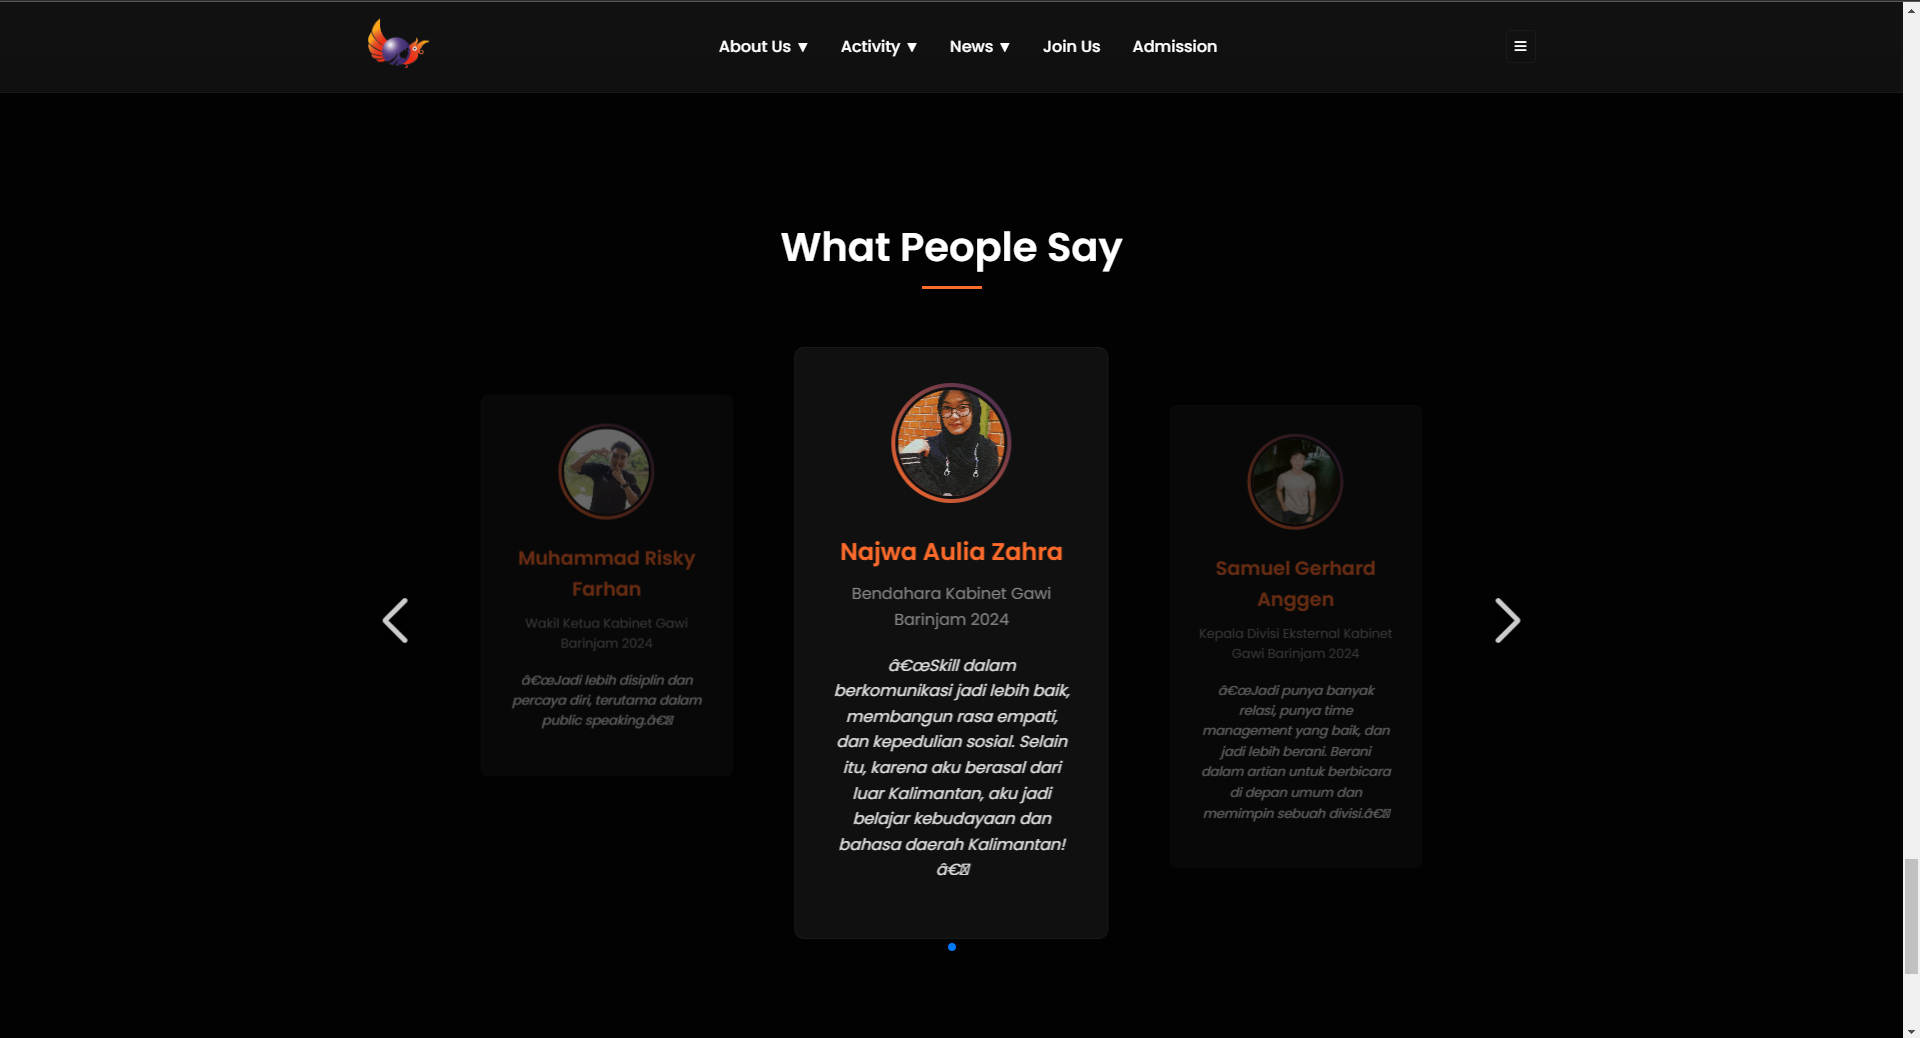 About Us ▼ Activity ▼ News ▼ Join Us Admission
What People Say
Muhammad Risky
Farhan
Wakil Ketua Kabinet Gawi
Barinjam 2024
â€œJadi lebih disiplin dan
percaya diri, terutama dalam
public speaking.â€
Najwa Aulia Zahra
Bendahara Kabinet Gawi
Barinjam 2024
â€œSkill dalam
berkomunikasi jadi lebih baik,
membangun rasa empati,
dan kepedulian sosial. Selain
itu, karena aku berasal dari
luar Kalimantan, aku jadi
belajar kebudayaan dan
bahasa daerah Kalimantan!
â€
Samuel Gerhard
Anggen
Kepala Divisi Eksternal Kabinet
Gawi Barinjam 2024
â€œJadi punya banyak
relasi, punya time
management yang baik, dan
jadi lebih berani. Berani
dalam artian untuk berbicara
di depan umum dan
memimpin sebuah divisi.â€